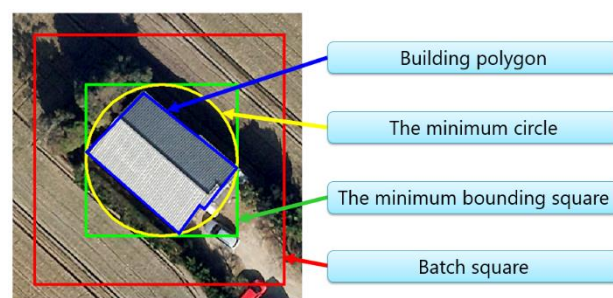 Building polygon
The minimum circle
The minimum bounding square
Batch square